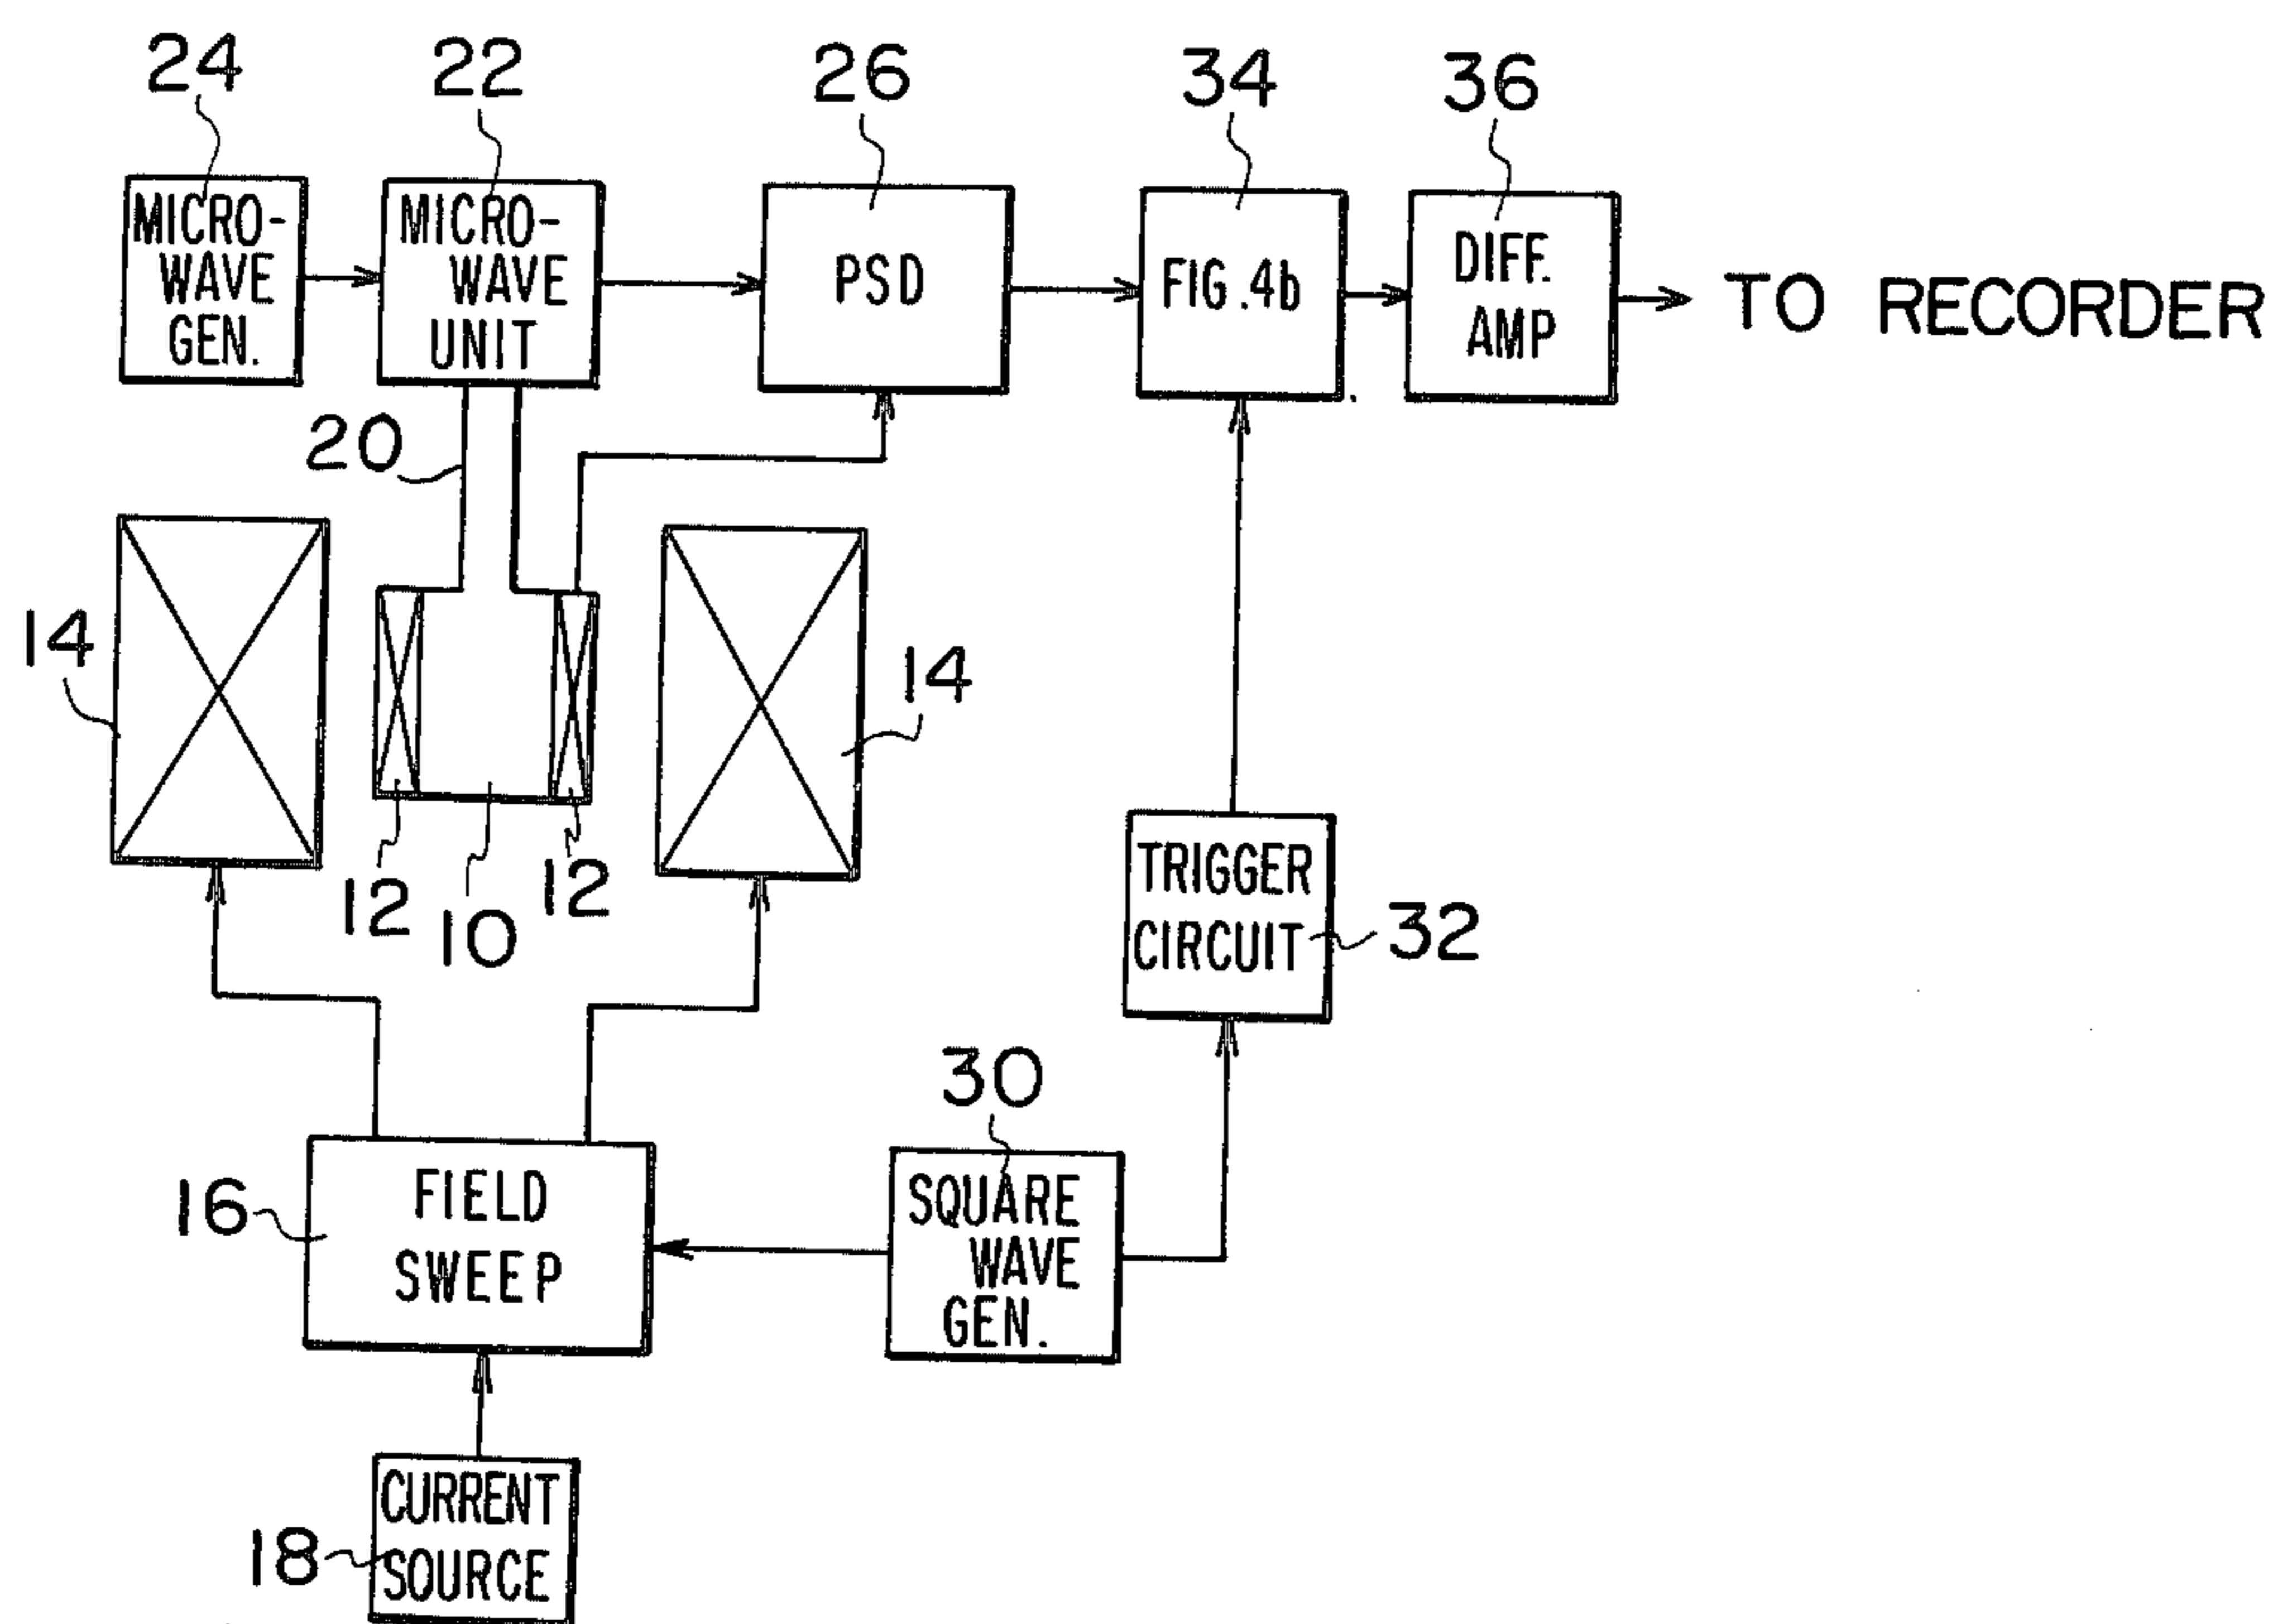 24
22
26
34
36
MICRO-
WAVE
GEN.
MICRO-
WAVE
UNIT
PSD
FIG.4b
DIFF.
AMP
TO RECORDER
20
14
14
12
10
12
TRIGGER
CIRCUIT
32
30
16
FIELD
SWEEP
SQUARE
WAVE
GEN.
18
CURRENT
SOURCE